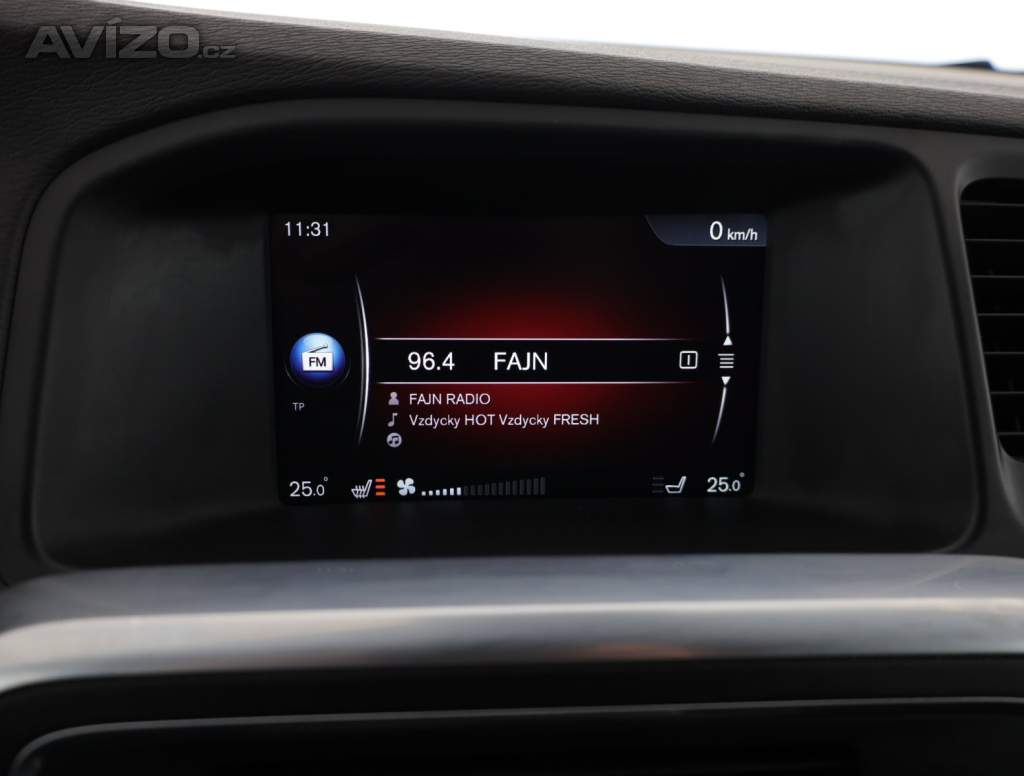 AVÍZO.cz
11:31
0 km/h
FM
96.4 FAJN
TP
FAJN RADIO
Vzdycky HOT Vzdycky FRESH
25.0°
25.0°